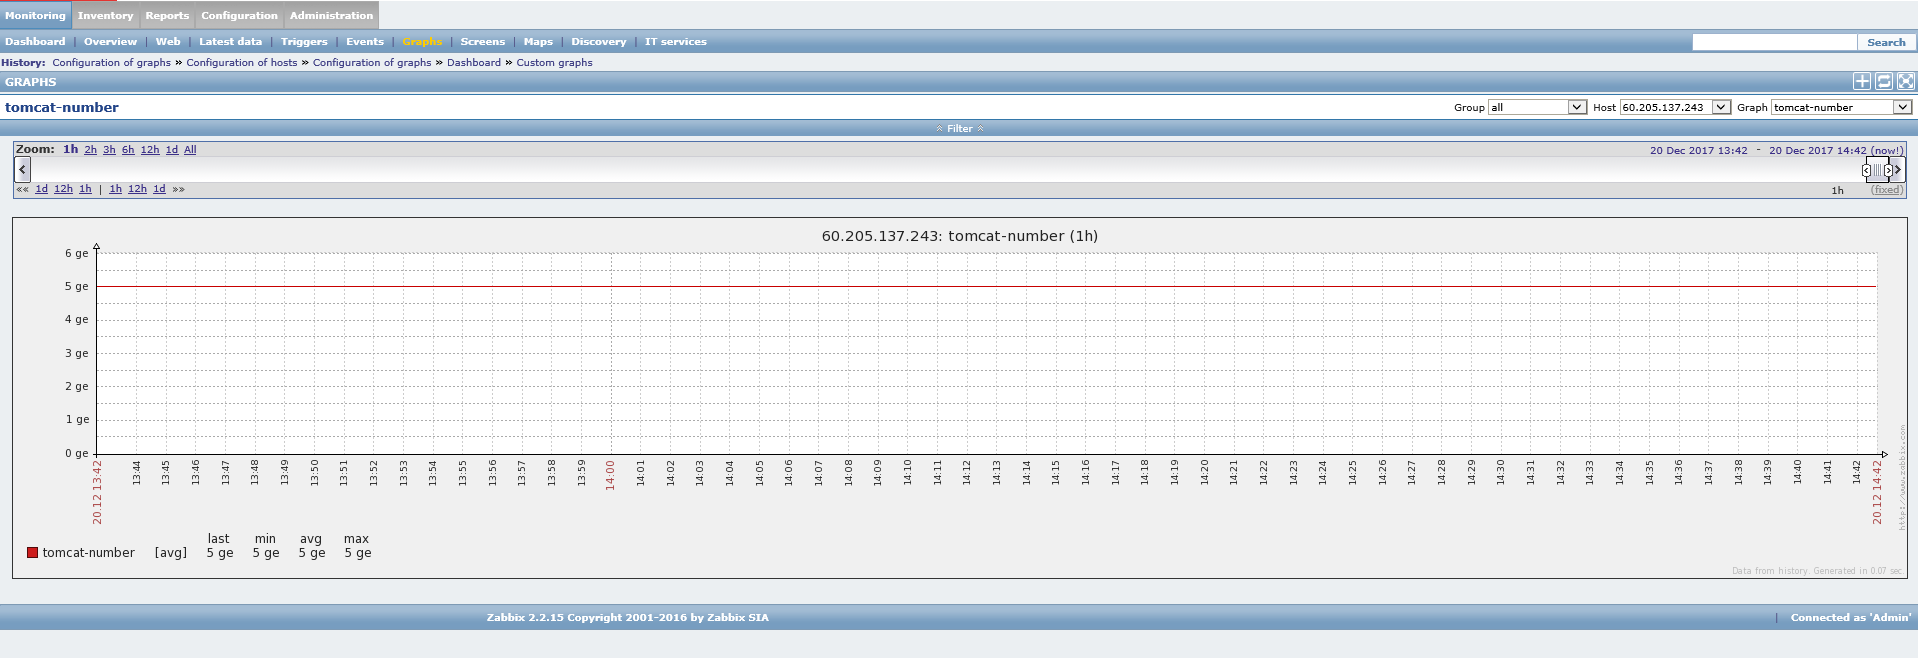 Monitoring Inventory Reports Configuration Administration
Dashboard | Overview | Web | Latest data | Triggers | Events | Graphs | Screens | Maps | Discovery | IT services Search
History: Configuration of graphs » Configuration of hosts » Configuration of graphs » Dashboard » Custom graphs
GRAPHS
tomcat-number Group all Host 60.205.137.243 Graph tomcat-number
Filter
Zoom: 1h 2h 3h 6h 12h 1d All 20 Dec 2017 13:42 - 20 Dec 2017 14:42 (now!)
«« 1d 12h 1h | 1h 12h 1d »» 1h (fixed)
60.205.137.243: tomcat-number (1h)
6 ge
5 ge
4 ge
3 ge
2 ge
1 ge
0 ge
20.12 13:42 13:44 13:45 13:46 13:47 13:48 13:49 13:50 13:51 13:52 13:53 13:54 13:55 13:56 13:57 13:58 13:59 14:00 14:01 14:02 14:03 14:04 14:05 14:06 14:07 14:08 14:09 14:10 14:11 14:12 14:13 14:14 14:15 14:16 14:17 14:18 14:19 14:20 14:21 14:22 14:23 14:24 14:25 14:26 14:27 14:28 14:29 14:30 14:31 14:32 14:33 14:34 14:35 14:36 14:37 14:38 14:39 14:40 14:41 14:42 20.12 14:42
http://www.zabbix.com
last min avg max
tomcat-number [avg] 5 ge 5 ge 5 ge 5 ge
Data from history. Generated in 0.07 sec.
Zabbix 2.2.15 Copyright 2001-2016 by Zabbix SIA | Connected as 'Admin'